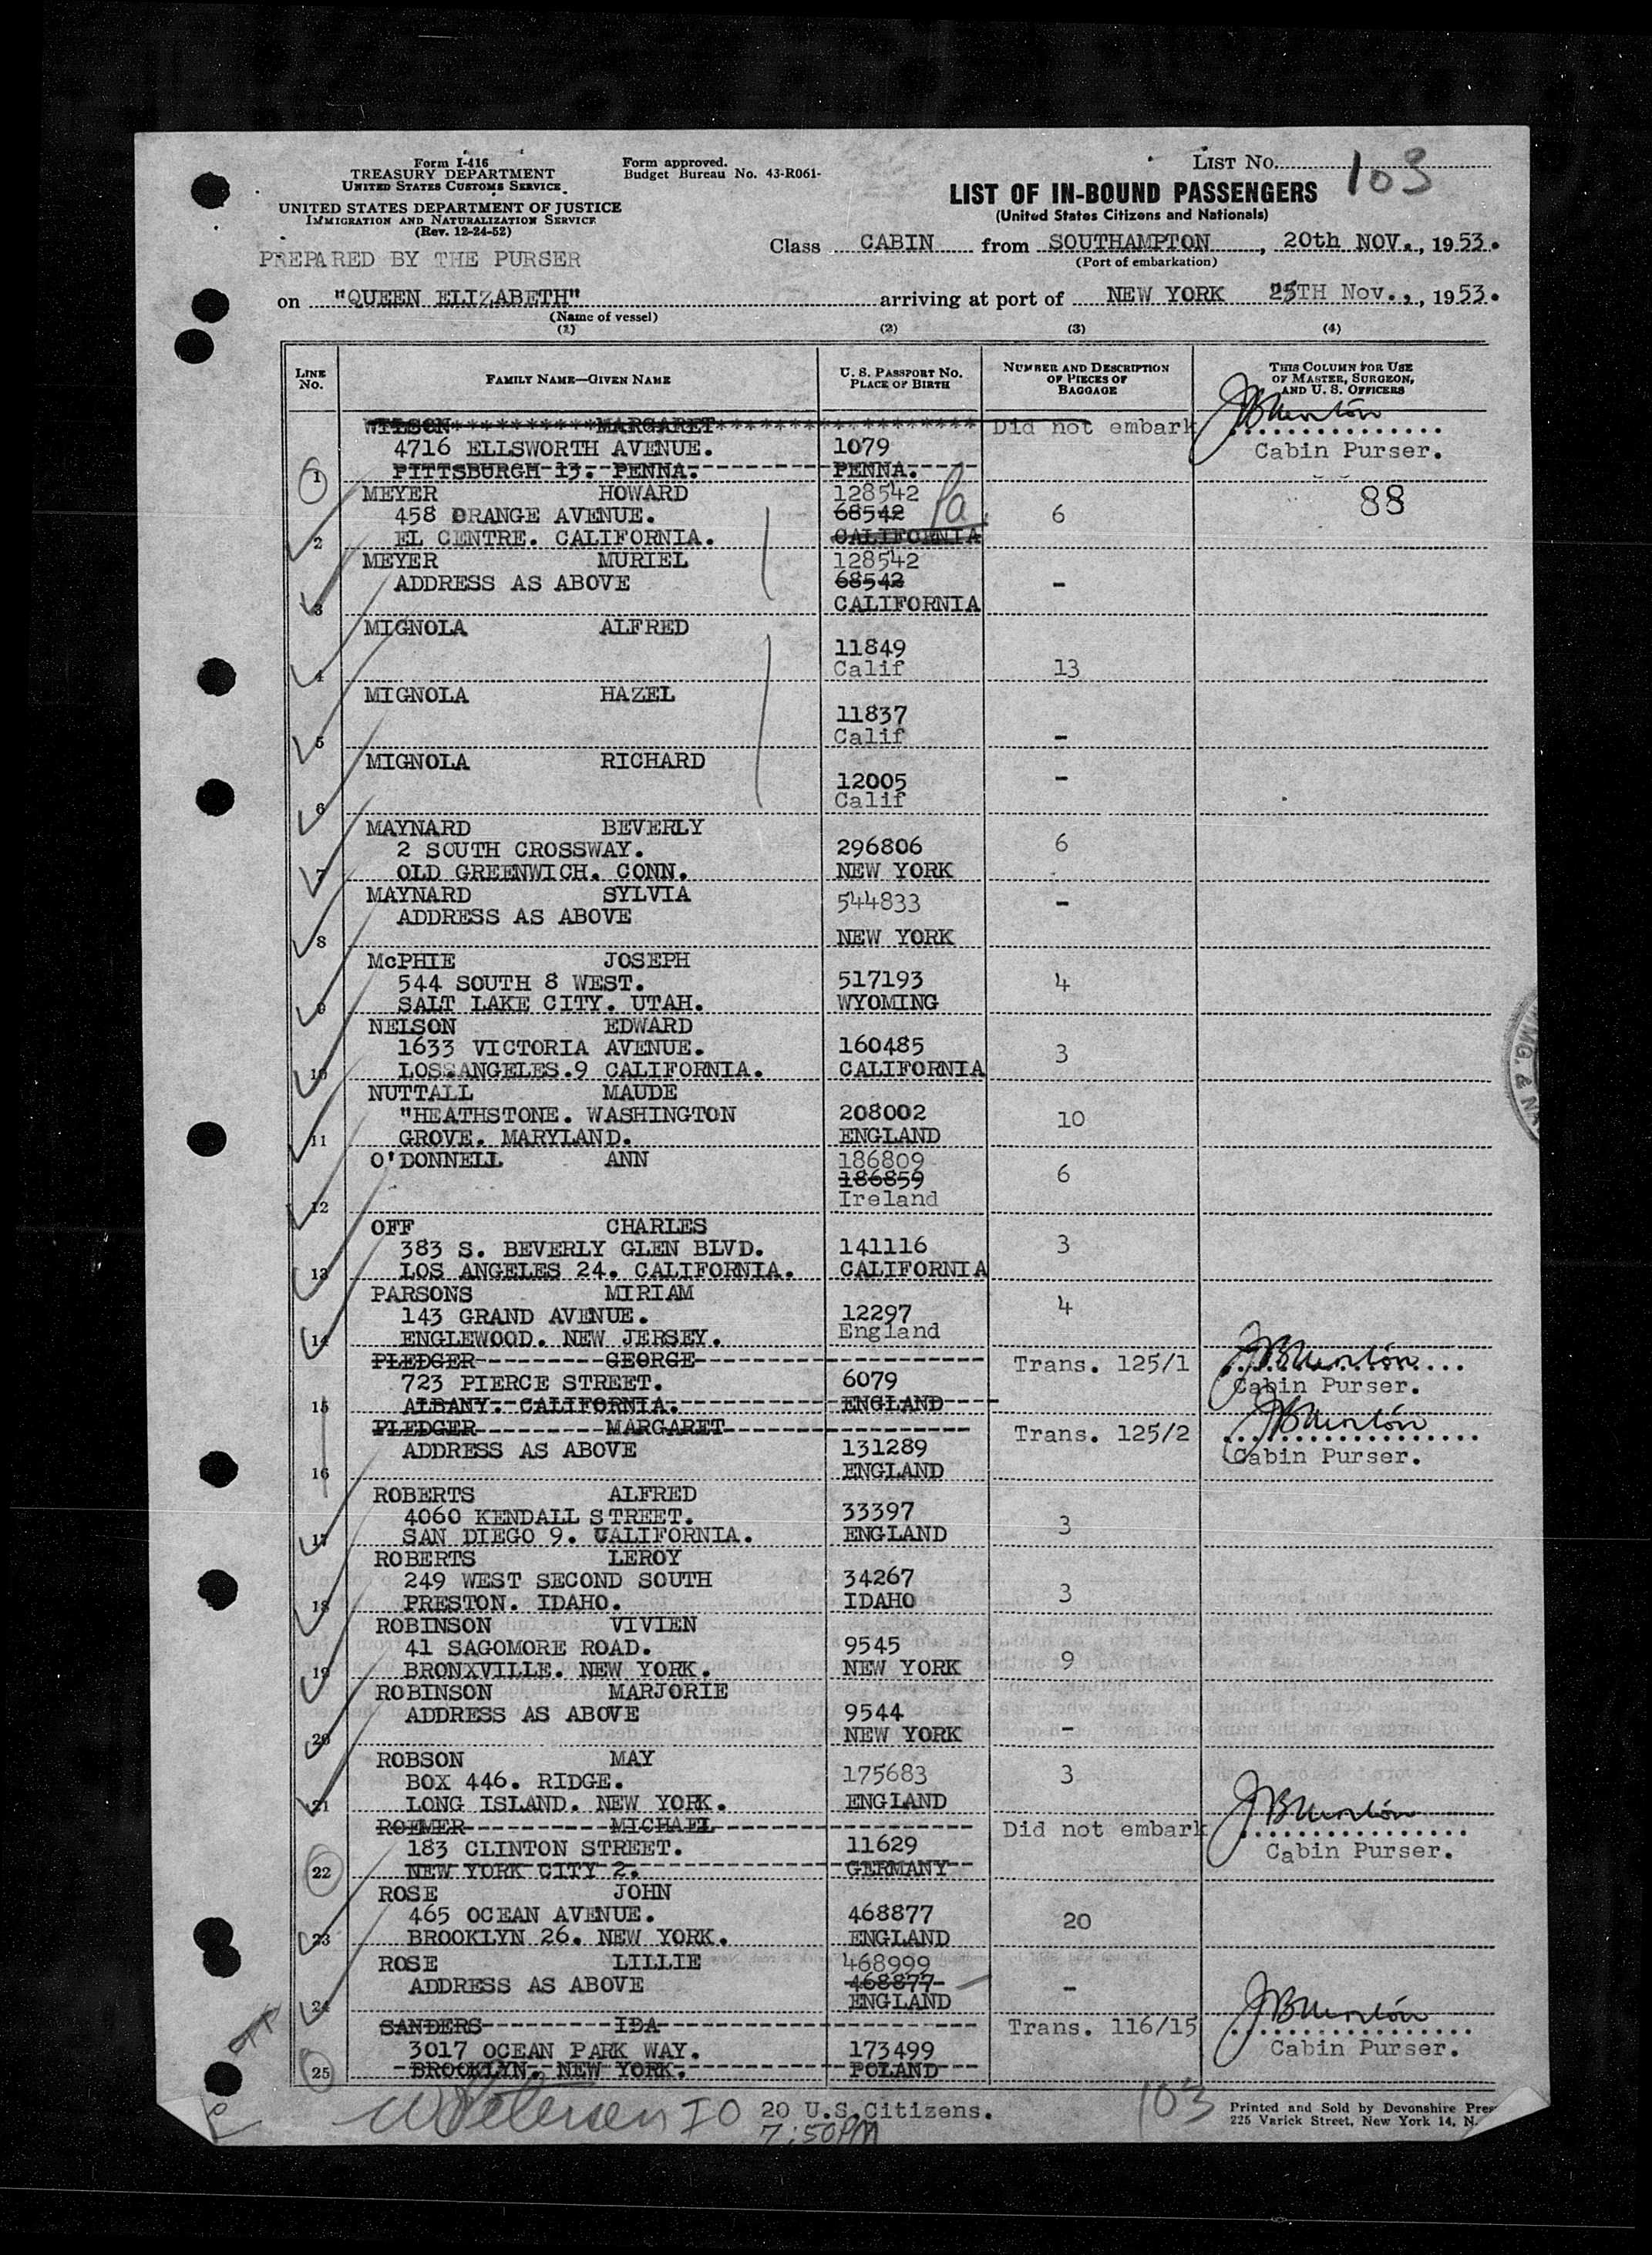 Form I-416
TREASURY DEPARTMENT
UNITED STATES CUSTOMS SERVICE
UNITED STATES DEPARTMENT OF JUSTICE
IMMIGRATION AND NATURALIZATION SERVICE
(Rev. 12-24-52)
Form approved.
Budget Bureau No. 43-R061-
LIST NO. 103
LIST OF IN-BOUND PASSENGERS
(United States Citizens and Nationals)
PREPARED BY THE PURSER
Class CABIN from SOUTHAMPTON, 20th NOV., 1953.
(Port of embarkation)
on "QUEEN ELIZABETH" arriving at port of NEW YORK 25TH Nov., 1953.
(Name of vessel)
(1) (2) (3) (4)
LINE No. FAMILY NAME—GIVEN NAME U. S. PASSPORT NO. PLACE OF BIRTH NUMBER AND DESCRIPTION OF PIECES OF BAGGAGE THIS COLUMN FOR USE OF MASTER, SURGEON, AND U. S. OFFICERS
WILSON MARGARET Did not embark
4716 ELLSWORTH AVENUE. 1079 Cabin Purser.
1 PITTSBURGH 13. PENNA. PENNA.
MEYER HOWARD 128542 88
458 ORANGE AVENUE. 68542 Pa. 6
2 EL CENTRE. CALIFORNIA. CALIFORNIA
MEYER MURIEL 128542
ADDRESS AS ABOVE 68542 -
3 CALIFORNIA
MIGNOLA ALFRED
11849
4 Calif 13
MIGNOLA HAZEL
11837
5 Calif -
MIGNOLA RICHARD
12005 -
6 Calif
MAYNARD BEVERLY
2 SOUTH CROSSWAY. 296806 6
7 OLD GREENWICH. CONN. NEW YORK
MAYNARD SYLVIA 544833 -
ADDRESS AS ABOVE
8 NEW YORK
McPHIE JOSEPH
544 SOUTH 8 WEST. 517193 4
9 SALT LAKE CITY. UTAH. WYOMING
NELSON EDWARD
1633 VICTORIA AVENUE. 160485 3
10 LOS.ANGELES.9 CALIFORNIA. CALIFORNIA
NUTTALL MAUDE
"HEATHSTONE. WASHINGTON 208002 10
11 GROVE. MARYLAND. ENGLAND
O'DONNELL ANN 186809
186859 6
12 Ireland
OFF CHARLES
383 S. BEVERLY GLEN BLVD. 141116 3
13 LOS ANGELES 24. CALIFORNIA. CALIFORNIA
PARSONS MIRIAM
143 GRAND AVENUE. 12297 4
14 ENGLEWOOD. NEW JERSEY. England
PLEDGER GEORGE Trans. 125/1
723 PIERCE STREET. 6079 Cabin Purser.
15 ALBANY. CALIFORNIA. ENGLAND
PLEDGER MARGARET Trans. 125/2
ADDRESS AS ABOVE 131289 Cabin Purser.
16 ENGLAND
ROBERTS ALFRED
4060 KENDALL STREET. 33397 3
17 SAN DIEGO 9. CALIFORNIA. ENGLAND
ROBERTS LEROY
249 WEST SECOND SOUTH 34267 3
18 PRESTON. IDAHO. IDAHO
ROBINSON VIVIEN
41 SAGOMORE ROAD. 9545 9
19 BRONXVILLE. NEW YORK. NEW YORK
ROBINSON MARJORIE
ADDRESS AS ABOVE 9544 -
20 NEW YORK
ROBSON MAY
BOX 446. RIDGE. 175683 3
21 LONG ISLAND. NEW YORK. ENGLAND
ROEMER MICHAEL Did not embark
183 CLINTON STREET. 11629 Cabin Purser.
22 NEW YORK CITY 2. GERMANY
ROSE JOHN
465 OCEAN AVENUE. 468877 20
23 BROOKLYN 26. NEW YORK. ENGLAND
ROSE LILLIE 468999
ADDRESS AS ABOVE 468877 -
24 ENGLAND
SANDERS IDA Trans. 116/15
3017 OCEAN PARK WAY. 173499 Cabin Purser.
25 BROOKLYN. NEW YORK. POLAND
W Petersen IO 20 U.S.Citizens. 103
7:50PM
Printed and Sold by Devonshire Pres
225 Varick Street, New York 14, N.